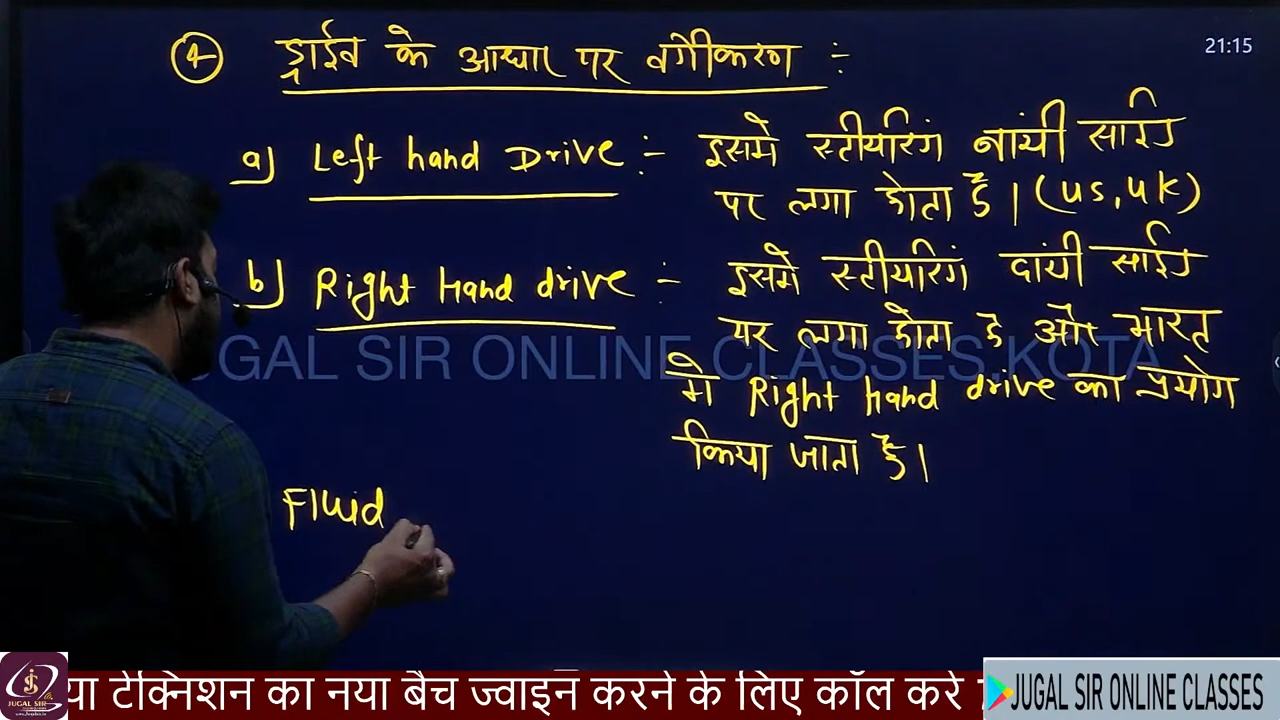 21:15
4 ड्राईव के आधार पर वर्गीकरण :-
a) Left hand Drive :- इसमे स्टीयरिंग बांयी साईड
पर लगा होता है। (US, UK)
b) Right Hand drive :- इसमे स्टीयरिंग दांयी साईड
पर लगा होता है और भारत
मे Right hand drive का प्रयोग
किया जाता है।
JUGAL SIR ONLINE CLASSES,KOTA
Fluid
या टेक्निशन का नया बैच ज्वाइन करने के लिए कॉल करे
JUGAL SIR
JUGAL SIR ONLINE CLASSES